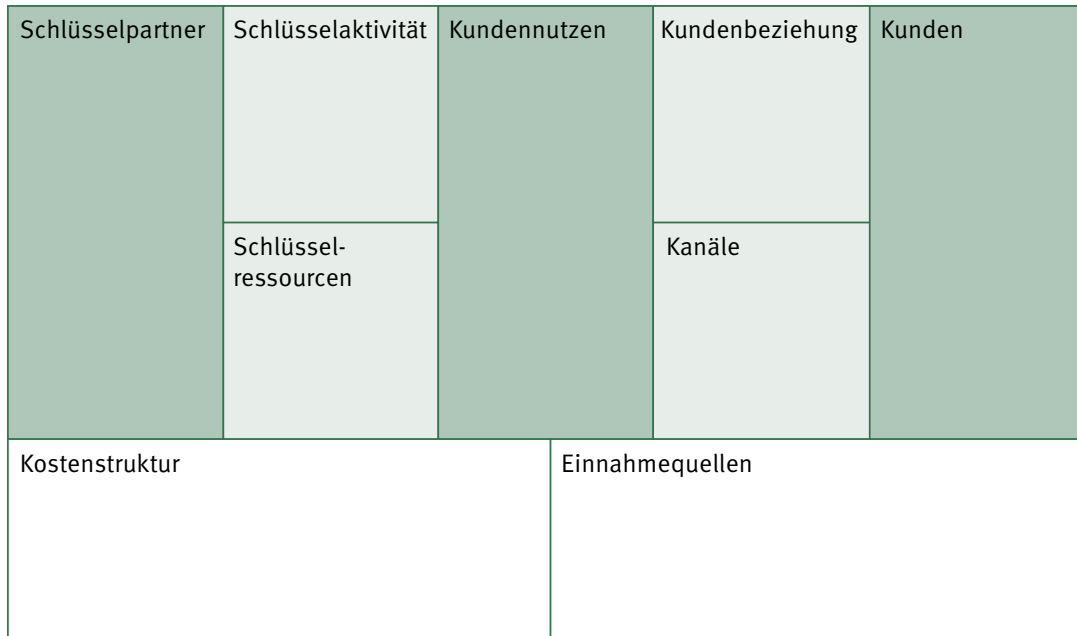 Schlüsselpartner
Schlüsselaktivität
Kundennutzen
Kundenbeziehung
Kunden
Schlüssel-
ressourcen
Kanäle
Kostenstruktur
Einnahmequellen